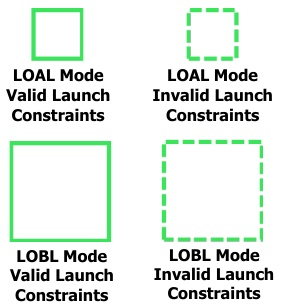 LOAL Mode
Valid Launch
Constraints
LOAL Mode
Invalid Launch
Constraints
LOBL Mode
Valid Launch
Constraints
LOBL Mode
Invalid Launch
Constraints